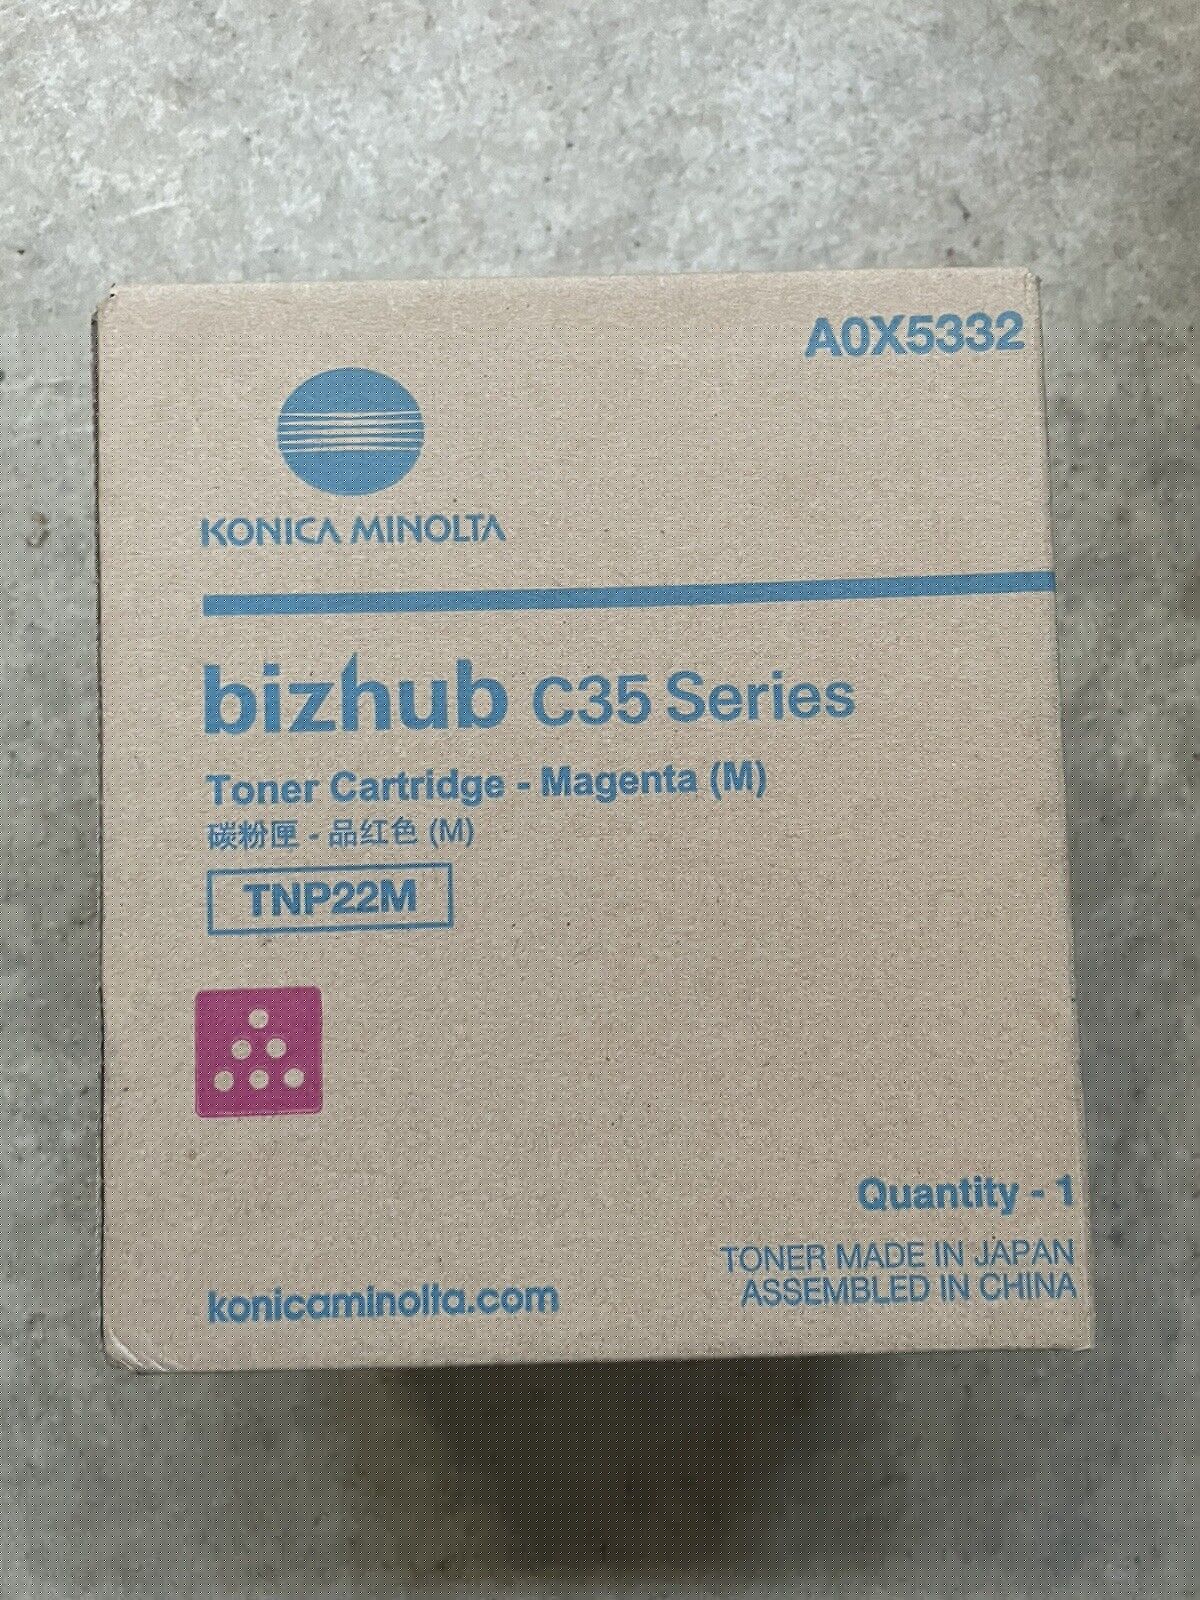 A0X5332
KONICA MINOLTA
bizhub C35 Series
Toner Cartridge - Magenta (M)
碳粉匣 - 品红色 (M)
TNP22M
Quantity - 1
TONER MADE IN JAPAN
ASSEMBLED IN CHINA
konicaminolta.com